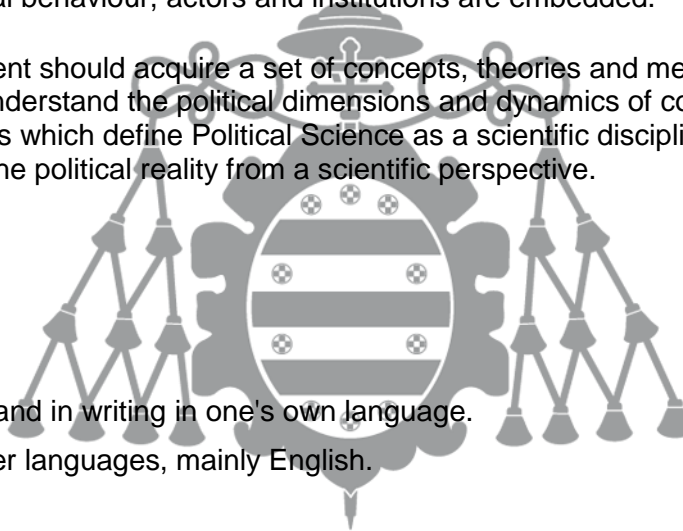 al behaviour, actors and institutions are embedded.
ent should acquire a set of concepts, theories and me
nderstand the political dimensions and dynamics of co
s which define Political Science as a scientific discipli
ne political reality from a scientific perspective.
and in writing in one's own language.
er languages, mainly English.